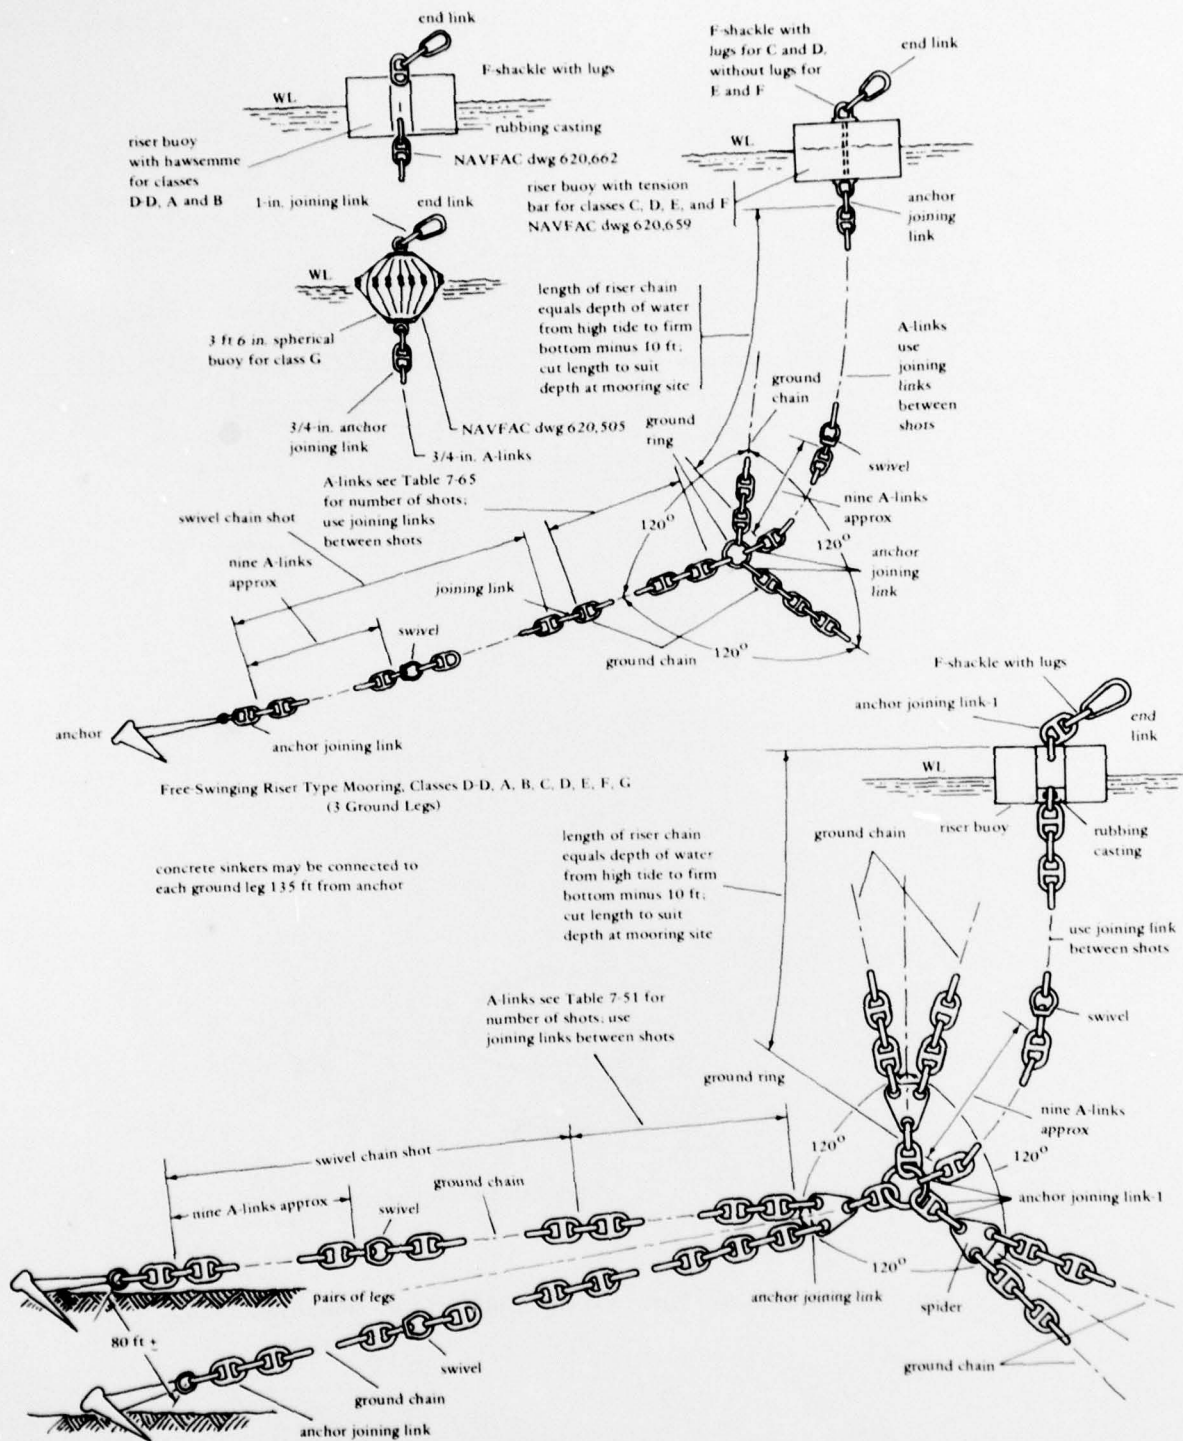 end link
F-shackle with lugs
WL
rubbing casting
riser buoy
with hawsemme
for classes
D-D, A and B
NAVFAC dwg 620,662
F-shackle with
lugs for C and D,
without lugs for
E and F
end link
WL
riser buoy with tension
bar for classes C, D, E, and F
NAVFAC dwg 620,659
anchor
joining
link
1-in. joining link
end link
WL
3 ft 6 in. spherical
buoy for class G
3/4-in. anchor
joining link
NAVFAC dwg 620,505
3/4-in. A-links
length of riser chain
equals depth of water
from high tide to firm
bottom minus 10 ft;
cut length to suit
depth at mooring site
A-links
use
joining
links
between
shots
ground
chain
ground
ring
swivel
A-links see Table 7-65
for number of shots;
use joining links
between shots
swivel chain shot
nine A-links
approx
nine A-links
approx
120°
120°
anchor
joining
link
joining link
swivel
ground chain
120°
anchor
anchor joining link
Free-Swinging Riser Type Mooring, Classes D-D, A, B, C, D, E, F, G
(3 Ground Legs)
concrete sinkers may be connected to
each ground leg 135 ft from anchor
F-shackle with lugs
anchor joining link-1
end
link
WL
riser buoy
rubbing
casting
ground chain
length of riser chain
equals depth of water
from high tide to firm
bottom minus 10 ft;
cut length to suit
depth at mooring site
use joining link
between shots
A-links see Table 7-51 for
number of shots; use
joining links between shots
swivel
ground ring
nine A-links
approx
120°
120°
swivel chain shot
ground chain
nine A-links approx
swivel
anchor joining link-1
120°
pairs of legs
anchor joining link
spider
80 ft ±
swivel
ground chain
ground chain
anchor joining link